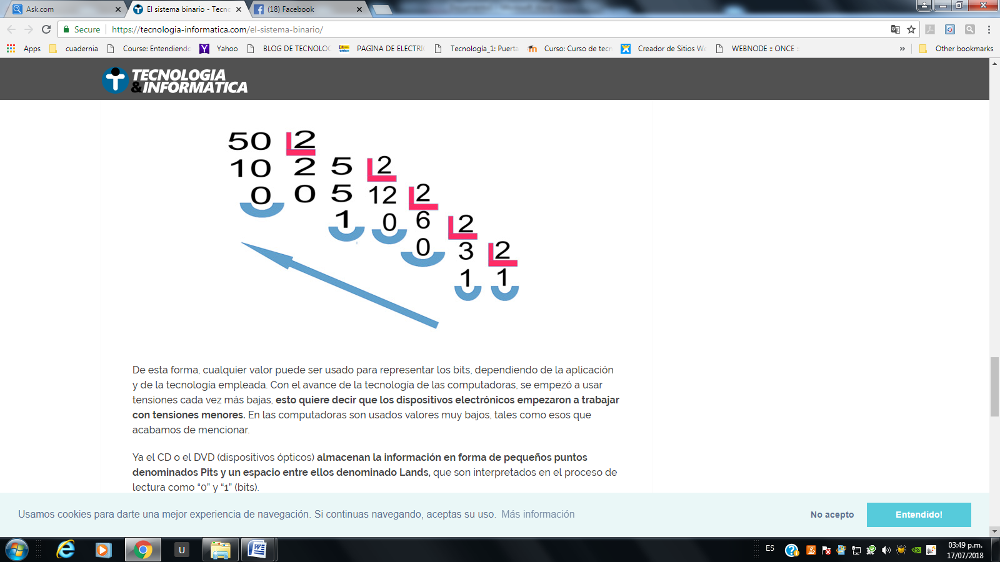 Ask.com
El sistema binario - Tecno
(18) Facebook
Secure
https://tecnologia-informatica.com/el-sistema-binario/
Apps
cuadernia
Course: Entendiendo
Yahoo
BLOG DE TECNOLOG
PAGINA DE ELECTRIC
Tecnología_1: Puerta
Curso: Curso de tecn
Creador de Sitios We
WEBNODE :: ONCE ::
»
Other bookmarks
TECNOLOGIA
&INFORMATICA
50 2
10 2 5 2
0 0 5 12 2
1 0 6 2
0 3 2
1 1
De esta forma, cualquier valor puede ser usado para representar los bits, dependiendo de la aplicación
y de la tecnología empleada. Con el avance de la tecnología de las computadoras, se empezó a usar
tensiones cada vez más bajas, esto quiere decir que los dispositivos electrónicos empezaron a trabajar
con tensiones menores. En las computadoras son usados valores muy bajos, tales como esos que
acabamos de mencionar.
Ya el CD o el DVD (dispositivos ópticos) almacenan la información en forma de pequeños puntos
denominados Pits y un espacio entre ellos denominado Lands, que son interpretados en el proceso de
lectura como “0” y “1” (bits).
Usamos cookies para darte una mejor experiencia de navegación. Si continuas navegando, aceptas su uso. Más información
No acepto
Entendido!
U
ES
03:49 p.m.
17/07/2018